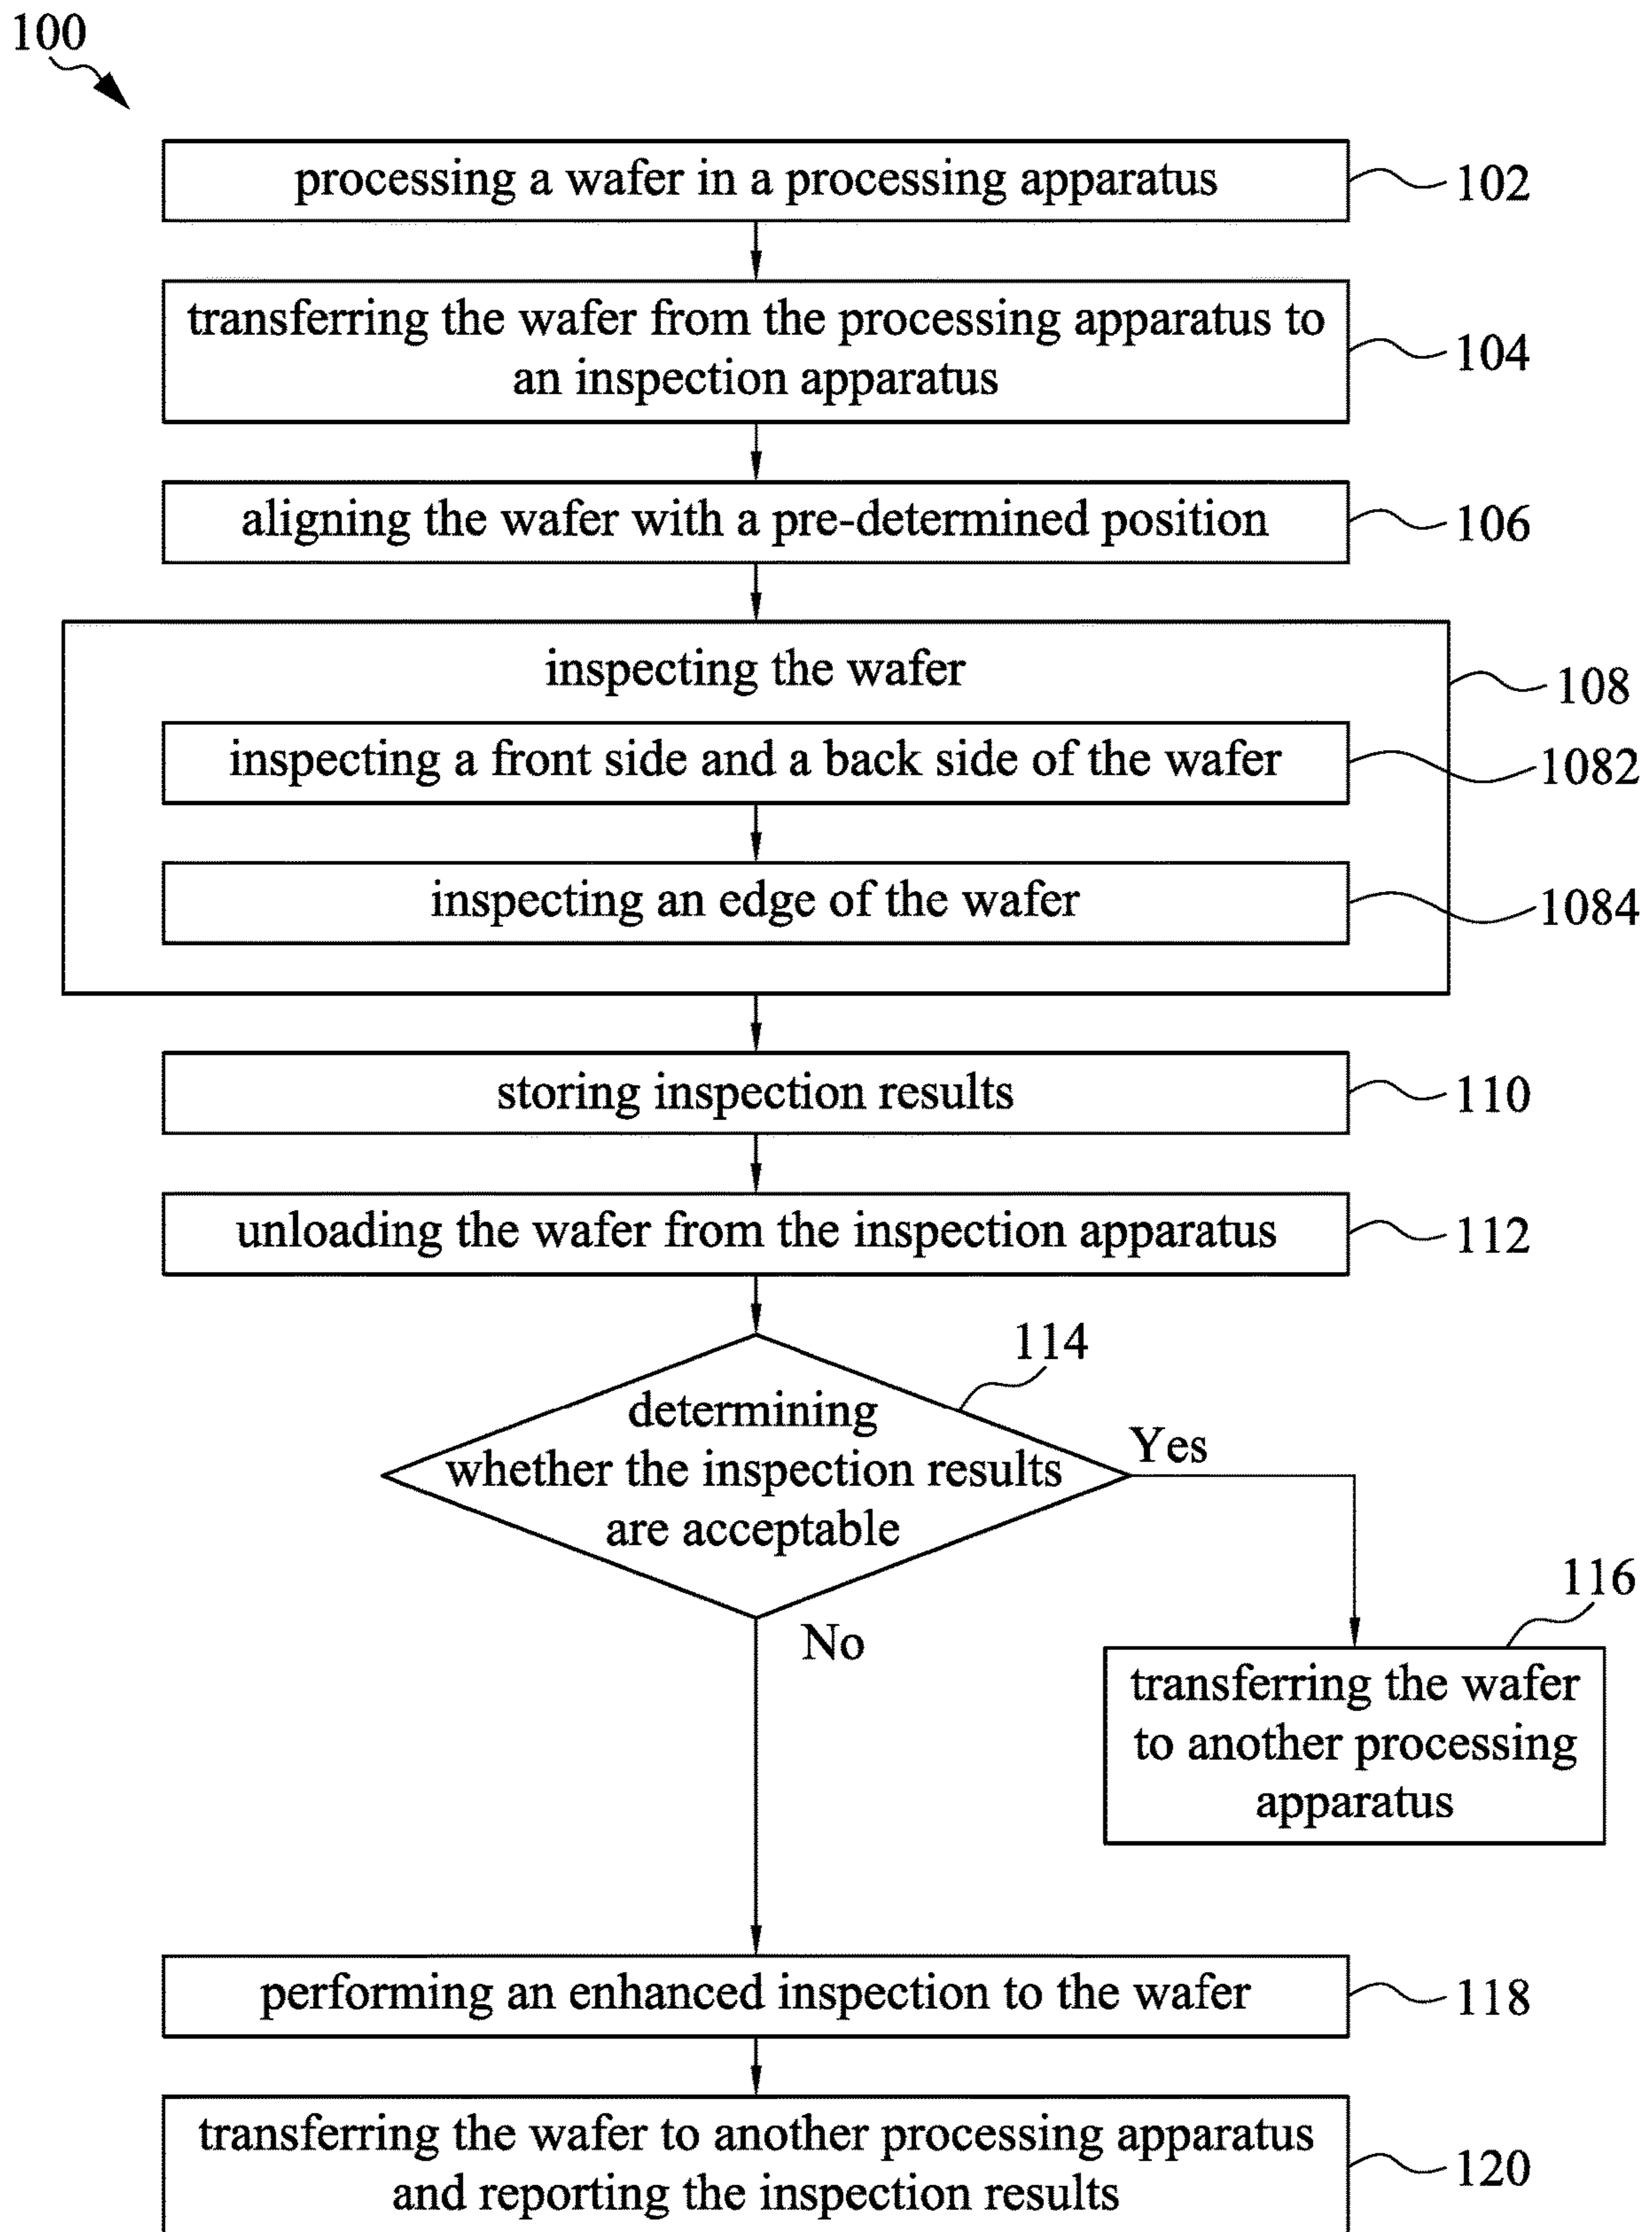 100
processing a wafer in a processing apparatus
102
transferring the wafer from the processing apparatus to
an inspection apparatus
104
aligning the wafer with a pre-determined position
106
inspecting the wafer
108
inspecting a front side and a back side of the wafer
1082
inspecting an edge of the wafer
1084
storing inspection results
110
unloading the wafer from the inspection apparatus
112
114
determining
whether the inspection results
are acceptable
Yes
No
116
transferring the wafer
to another processing
apparatus
performing an enhanced inspection to the wafer
118
transferring the wafer to another processing apparatus
and reporting the inspection results
120